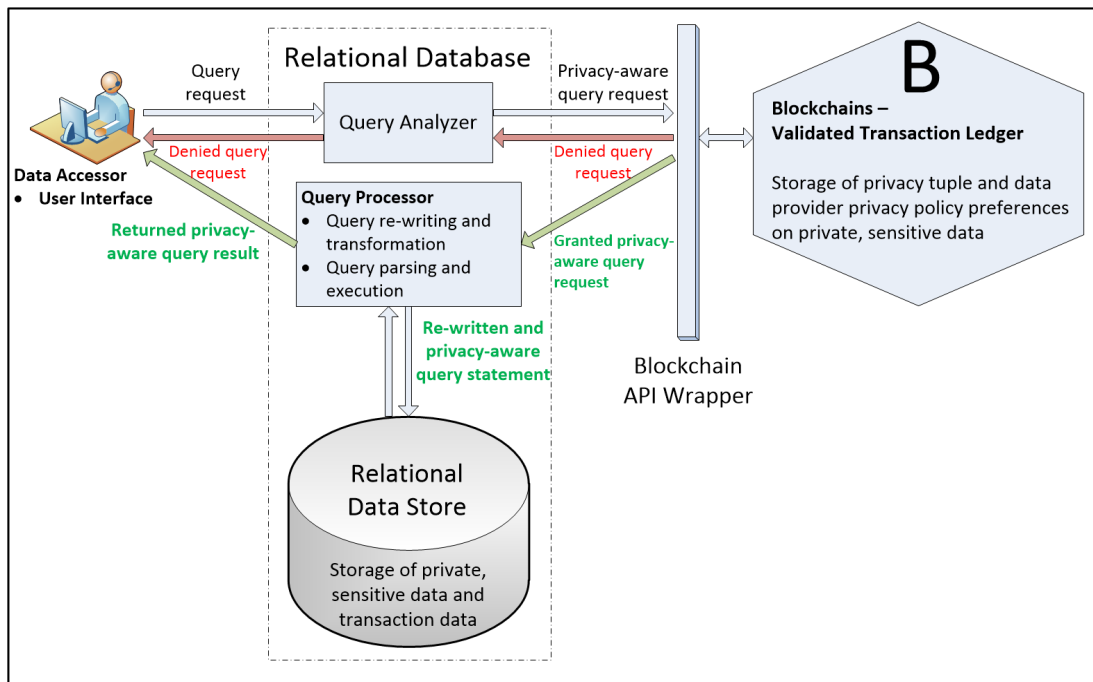 Relational Database
Query
request
Query Analyzer
Privacy-aware
query request
Denied query
request
Denied query
request
Data Accessor
• User Interface
Returned privacy-
aware query result
Query Processor
• Query re-writing and
transformation
• Query parsing and
execution
Granted privacy-
aware query
request
Re-written and
privacy-aware
query statement
Blockchain
API Wrapper
B
Blockchains –
Validated Transaction Ledger
Storage of privacy tuple and data
provider privacy policy preferences
on private, sensitive data
Relational
Data Store
Storage of private,
sensitive data and
transaction data